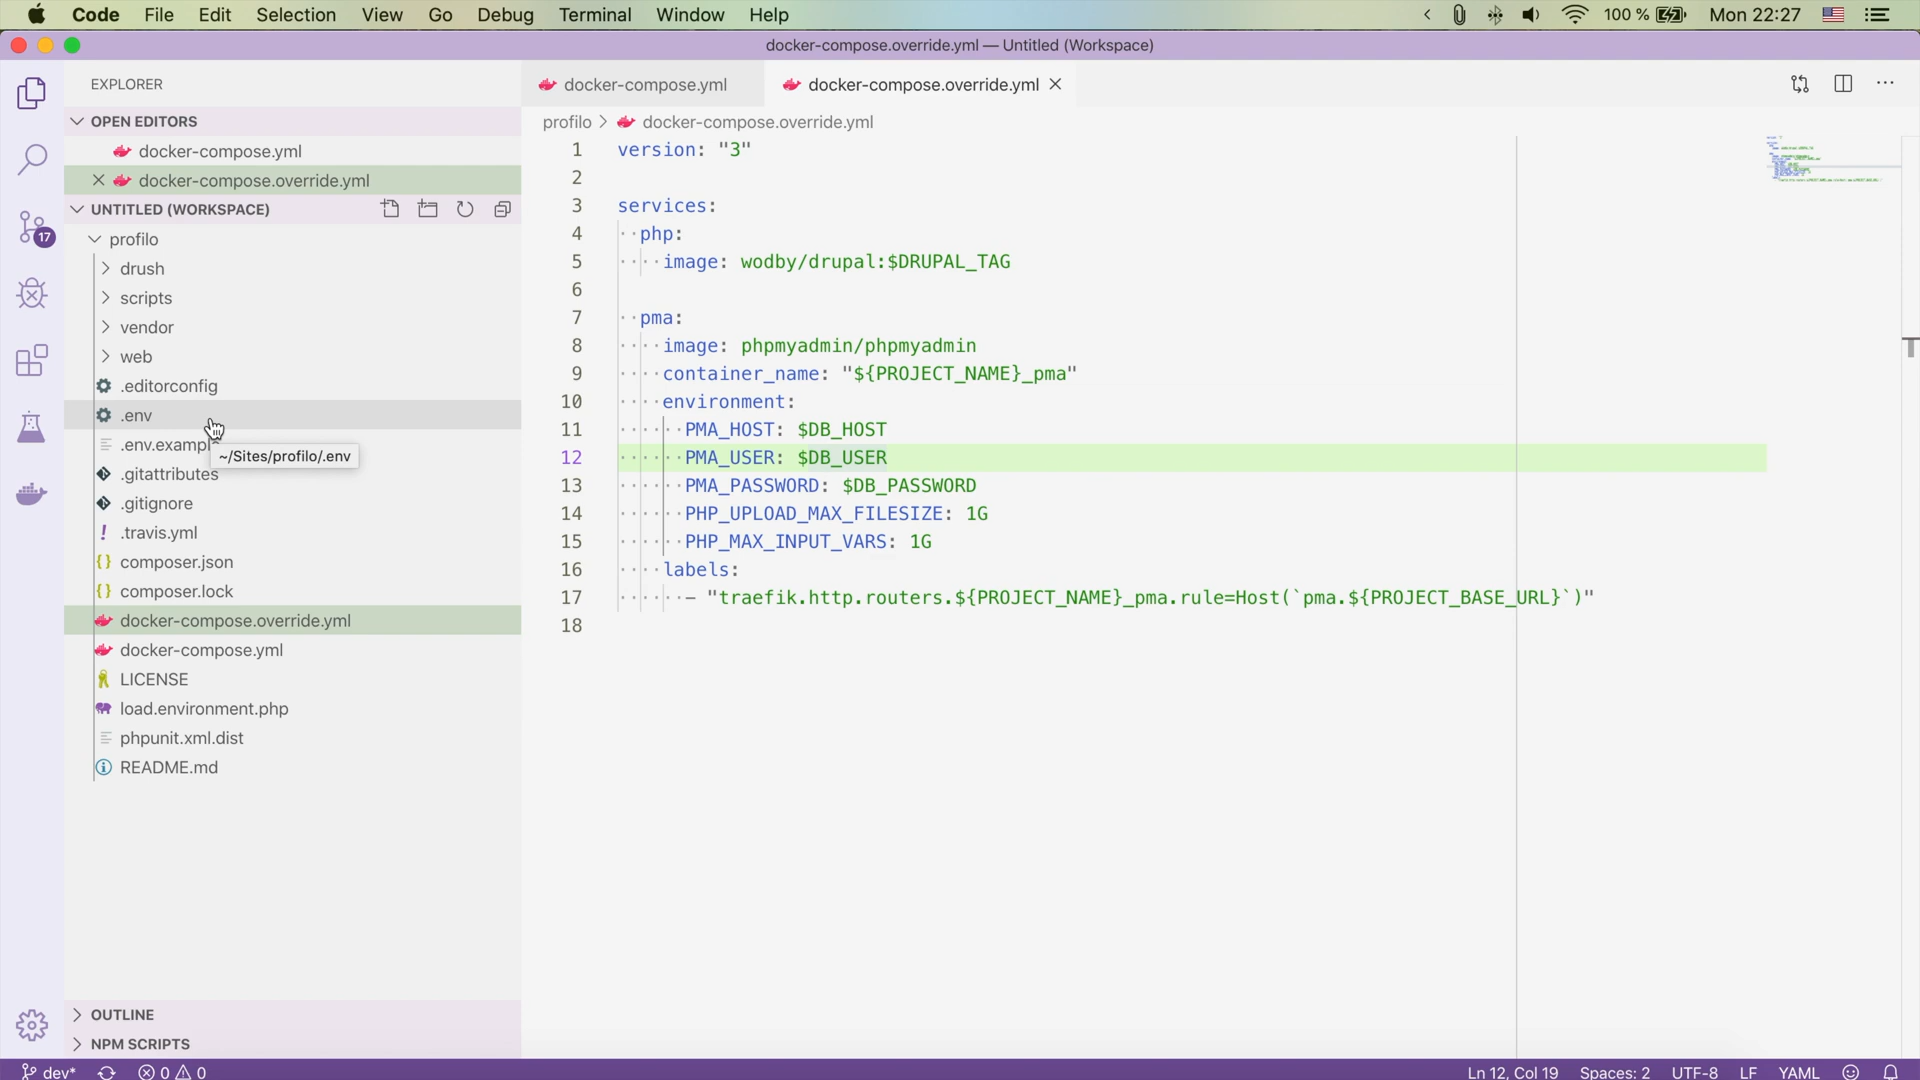 Code File Edit Selection View Go Debug Terminal Window Help 100 % Mon 22:27
docker-compose.override.yml — Untitled (Workspace)
EXPLORER
OPEN EDITORS
docker-compose.yml
docker-compose.override.yml
UNTITLED (WORKSPACE)
17
profilo
drush
scripts
vendor
web
.editorconfig
.env
.env.exampl
~/Sites/profilo/.env
.gitattributes
.gitignore
.travis.yml
composer.json
composer.lock
docker-compose.override.yml
docker-compose.yml
LICENSE
load.environment.php
phpunit.xml.dist
README.md
OUTLINE
NPM SCRIPTS
docker-compose.yml docker-compose.override.yml
profilo > docker-compose.override.yml
1 version: "3"
2
3 services:
4 php:
5 image: wodby/drupal:$DRUPAL_TAG
6
7 pma:
8 image: phpmyadmin/phpmyadmin
9 container_name: "${PROJECT_NAME}_pma"
10 environment:
11 PMA_HOST: $DB_HOST
12 PMA_USER: $DB_USER
13 PMA_PASSWORD: $DB_PASSWORD
14 PHP_UPLOAD_MAX_FILESIZE: 1G
15 PHP_MAX_INPUT_VARS: 1G
16 labels:
17 - "traefik.http.routers.${PROJECT_NAME}_pma.rule=Host(`pma.${PROJECT_BASE_URL}`)"
18
dev* 0 0 Ln 12, Col 19 Spaces: 2 UTF-8 LF YAML